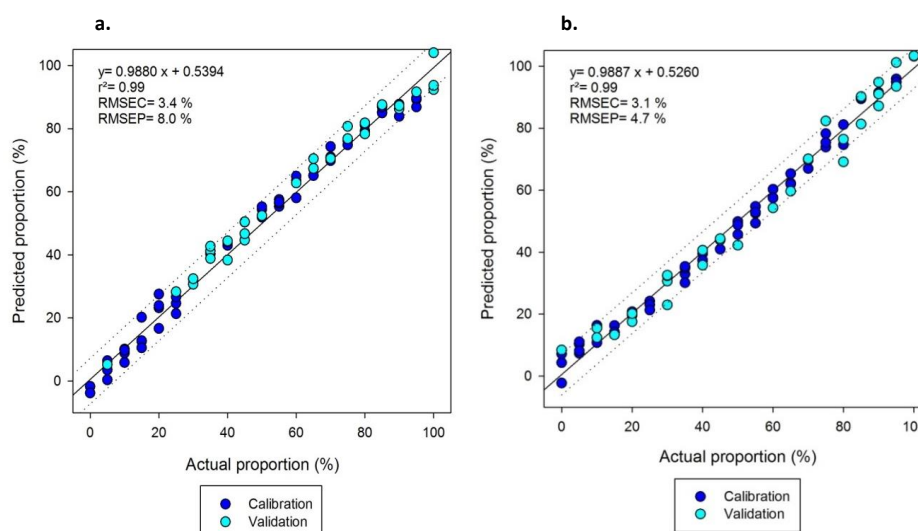 a.
y= 0.9880 x + 0.5394
r²= 0.99
RMSEC= 3.4 %
RMSEP= 8.0 %
100
80
60
40
20
0
Predicted proportion (%)
0 20 40 60 80 100
Actual proportion (%)
Calibration
Validation
b.
y= 0.9887 x + 0.5260
r²= 0.99
RMSEC= 3.1 %
RMSEP= 4.7 %
100
80
60
40
20
0
Predicted proportion (%)
0 20 40 60 80 100
Actual proportion (%)
Calibration
Validation